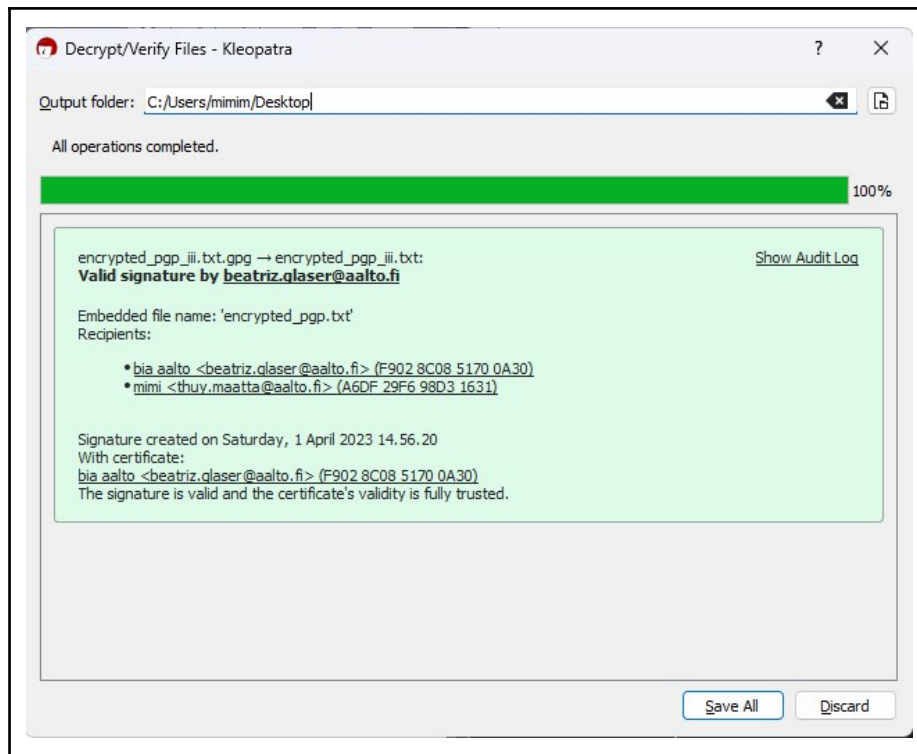 Decrypt/Verify Files - Kleopatra
Output folder: C:/Users/mimim/Desktop
All operations completed.
100%
encrypted_pgp_iii.txt.gpg → encrypted_pgp_iii.txt:
Show Audit Log
Valid signature by beatriz.glaser@aalto.fi
Embedded file name: 'encrypted_pgp.txt'
Recipients:
• bia aalto <beatriz.glaser@aalto.fi> (F902 8C08 5170 0A30)
• mimi <thuy.maatta@aalto.fi> (A6DF 29F6 98D3 1631)
Signature created on Saturday, 1 April 2023 14.56.20
With certificate:
bia aalto <beatriz.glaser@aalto.fi> (F902 8C08 5170 0A30)
The signature is valid and the certificate's validity is fully trusted.
Save All
Discard